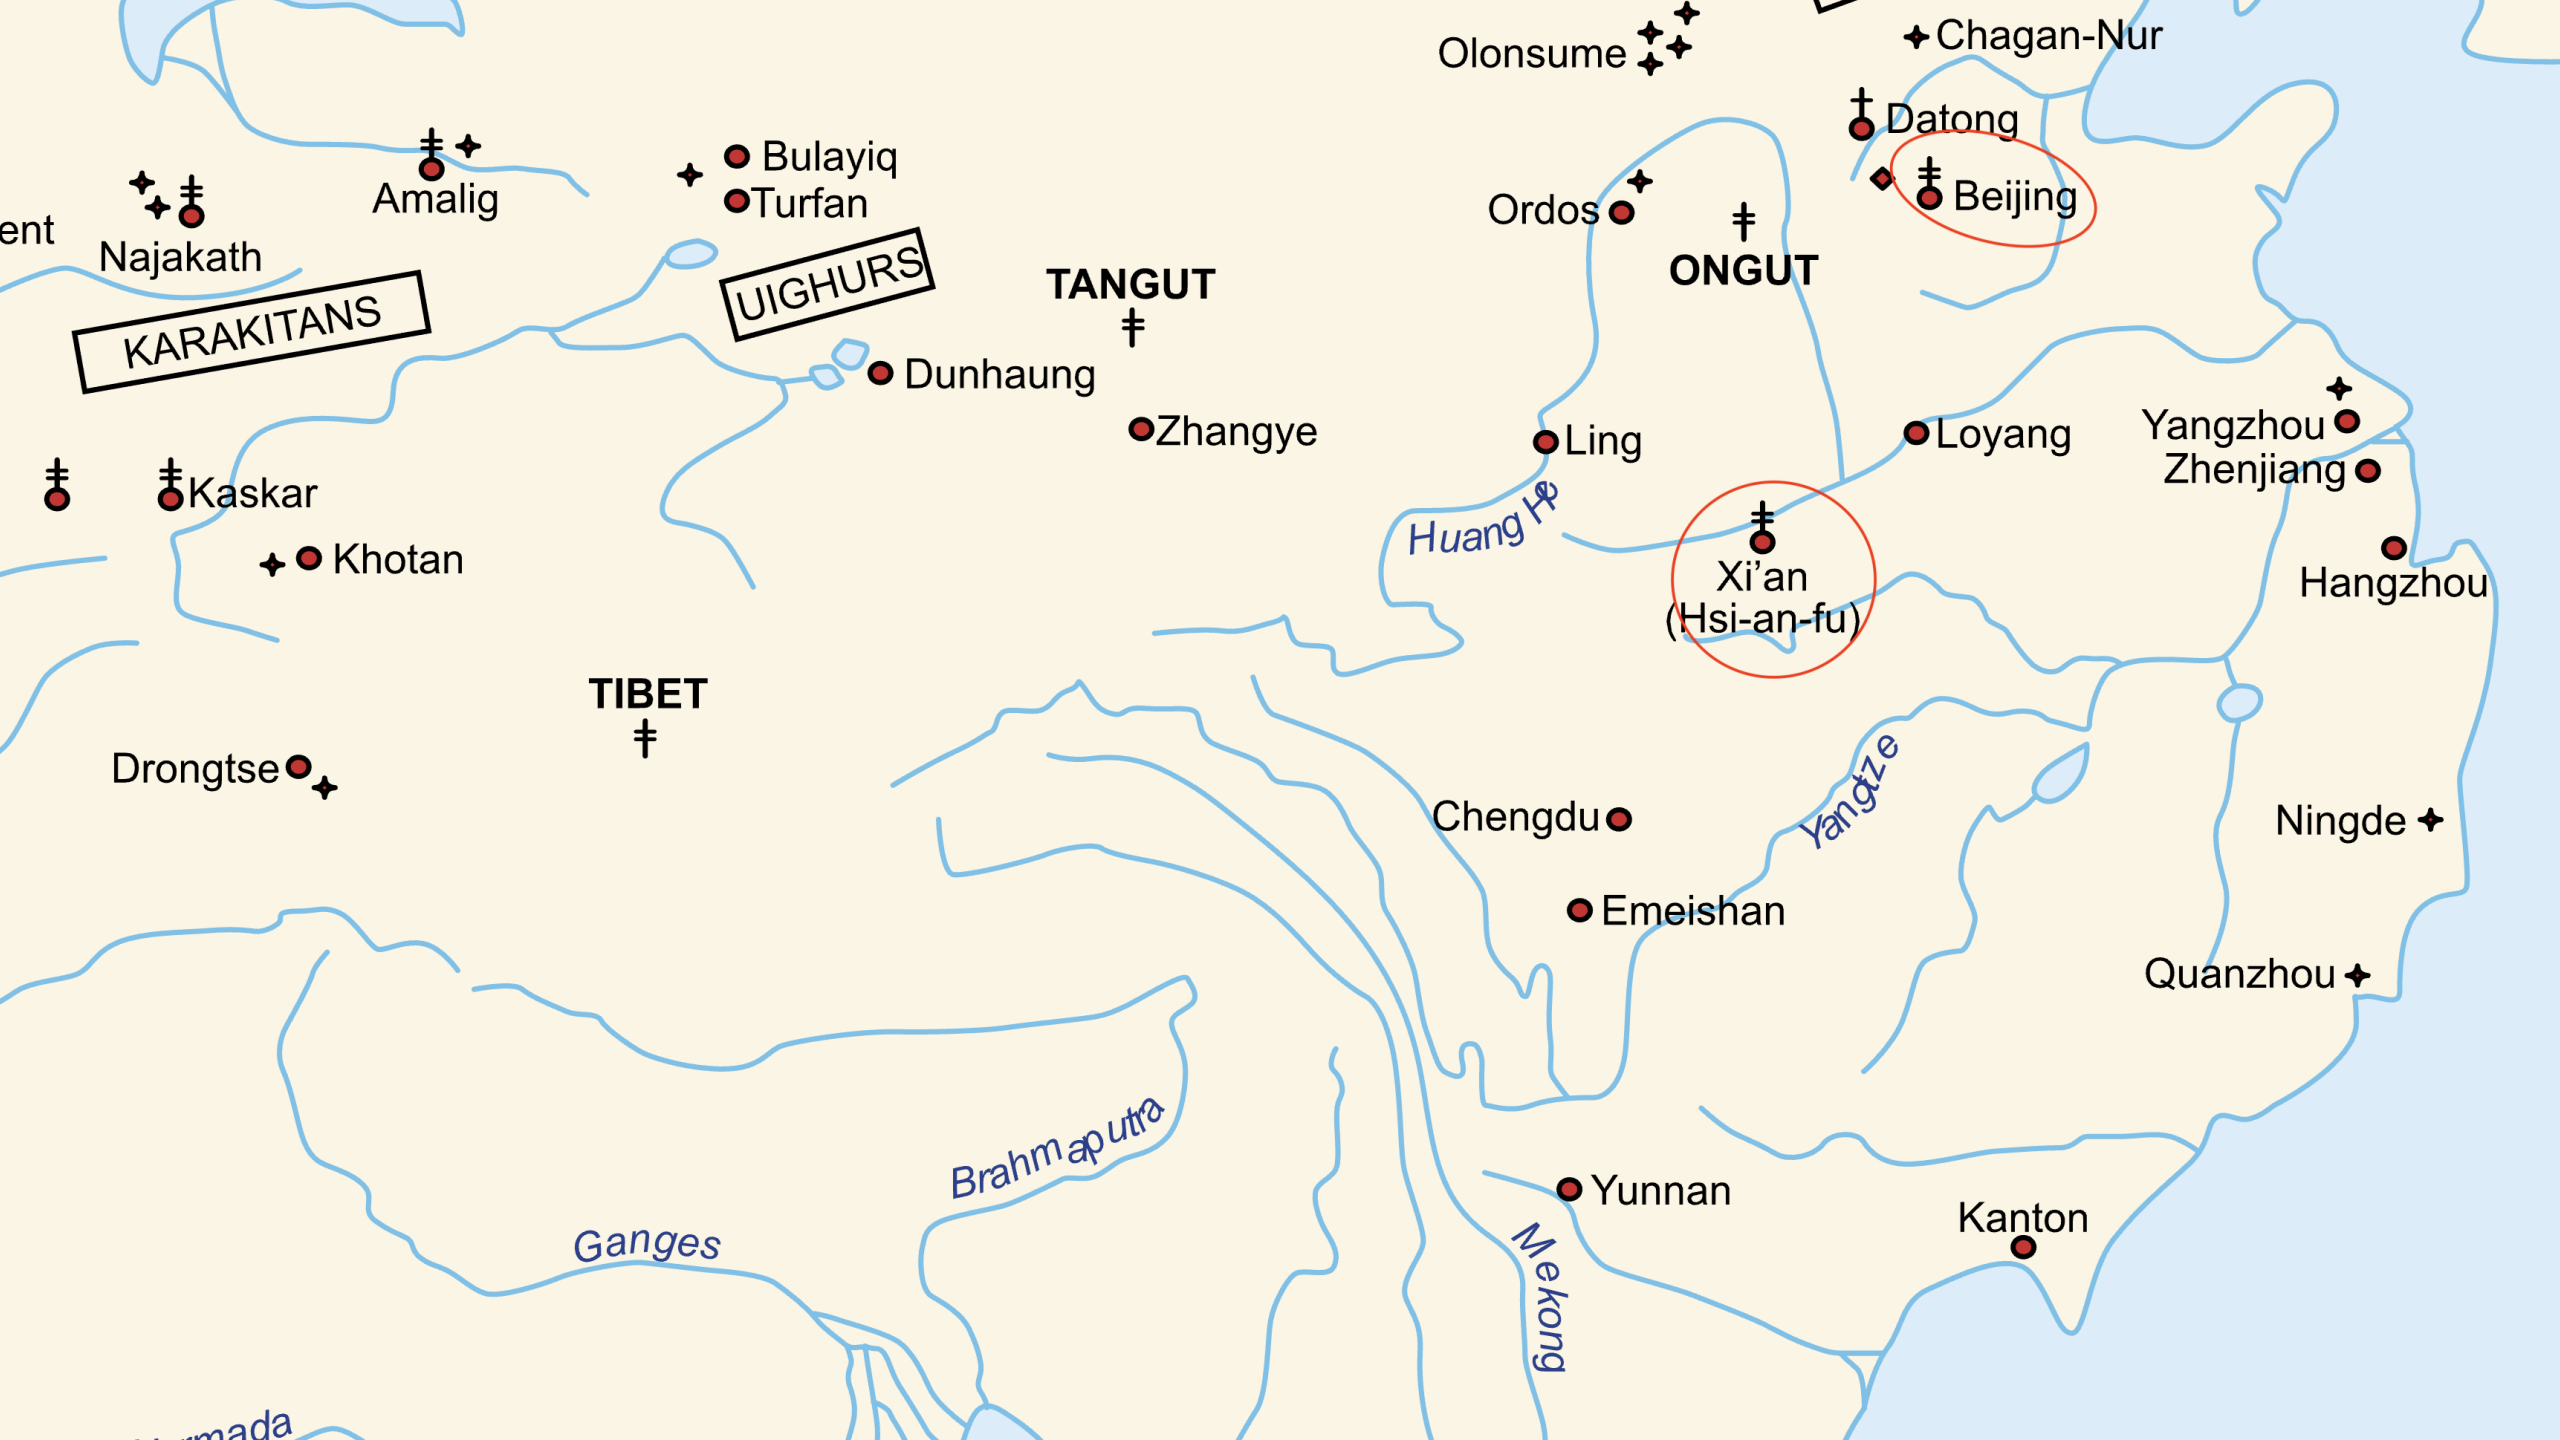 Chagan-Nur
Olonsume
Datong
Bulayiq
Amalig
Turfan
Beijing
Ordos
ent
Najakath
UIGHURS
TANGUT
ONGUT
KARAKITANS
Dunhaung
Zhangye
Ling
Loyang
Yangzhou
Zhenjiang
Kaskar
Huang He
Khotan
Xi’an
(Hsi-an-fu)
Hangzhou
TIBET
Drongtse
Yangtze
Chengdu
Ningde
Emeishan
Quanzhou
Brahmaputra
Yunnan
Kanton
Ganges
Mekong